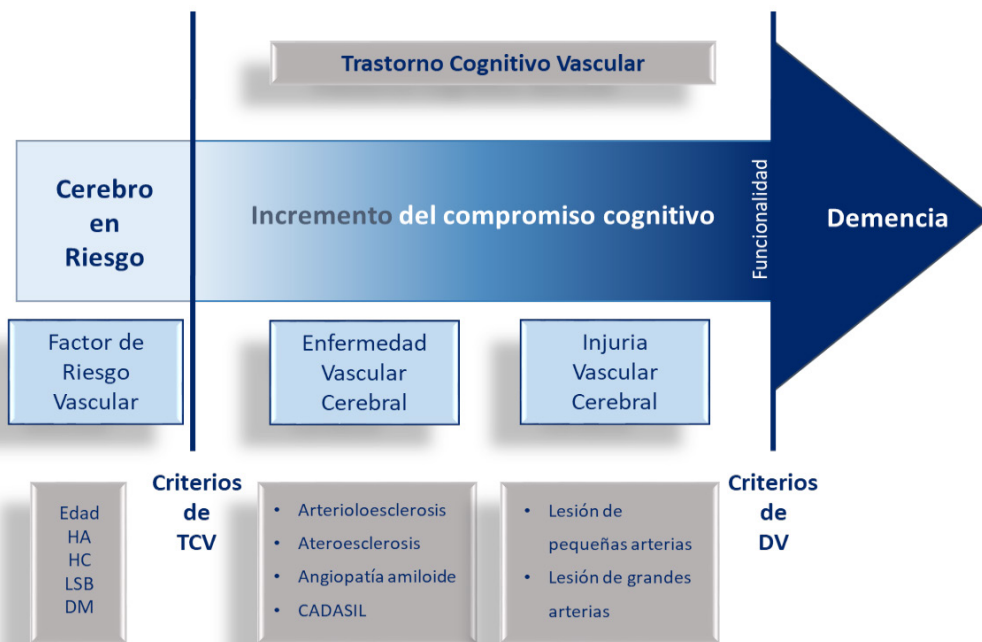 Trastorno Cognitivo Vascular
Cerebro
en
Riesgo
Incremento del compromiso cognitivo
Funcionalidad
Demencia
Factor de
Riesgo
Vascular
Enfermedad
Vascular
Cerebral
Injuria
Vascular
Cerebral
Edad
HA
HC
LSB
DM
Criterios
de
TCV
• Arterioloesclerosis
• Ateroesclerosis
• Angiopatía amiloide
• CADASIL
• Lesión de
pequeñas arterias
• Lesión de grandes
arterias
Criterios
de
DV